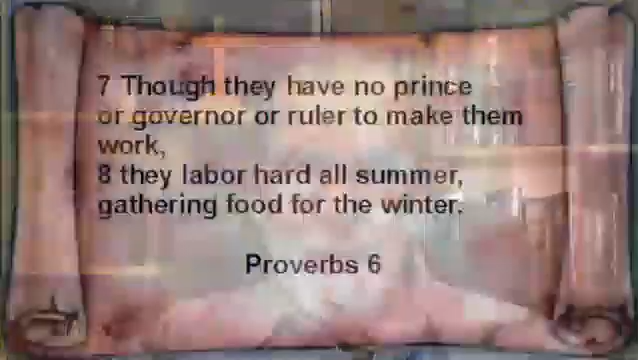 7 Though they have no prince
or governor or ruler to make them
work,
8 they labor hard all summer,
gathering food for the winter.
Proverbs 6